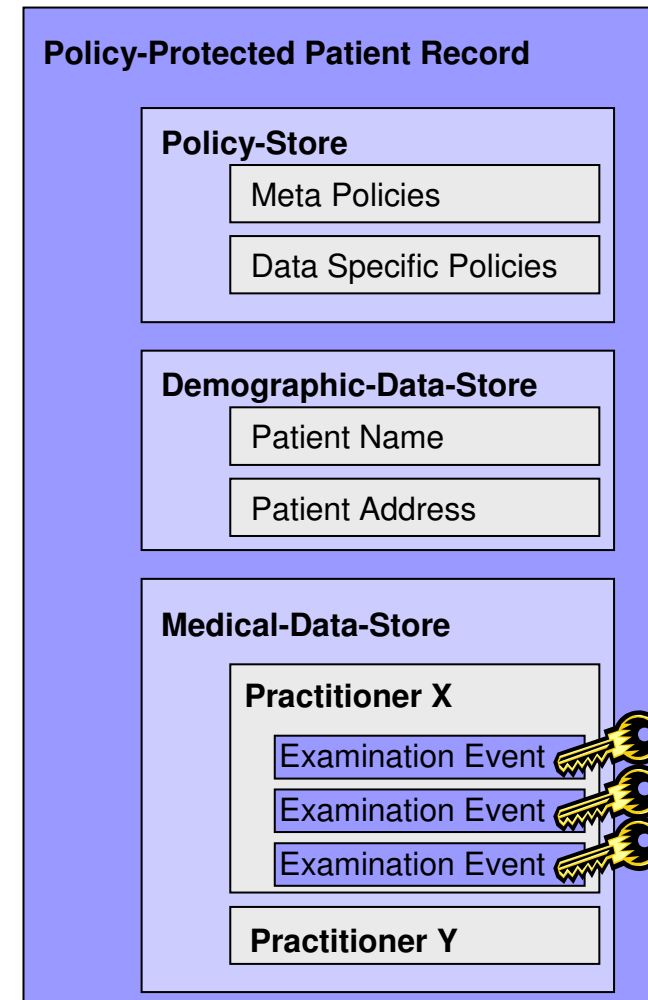 Policy-Protected Patient Record
Policy-Store
Meta Policies
Data Specific Policies
Demographic-Data-Store
Patient Name
Patient Address
Medical-Data-Store
Practitioner X
Examination Event
Examination Event
Examination Event
Practitioner Y